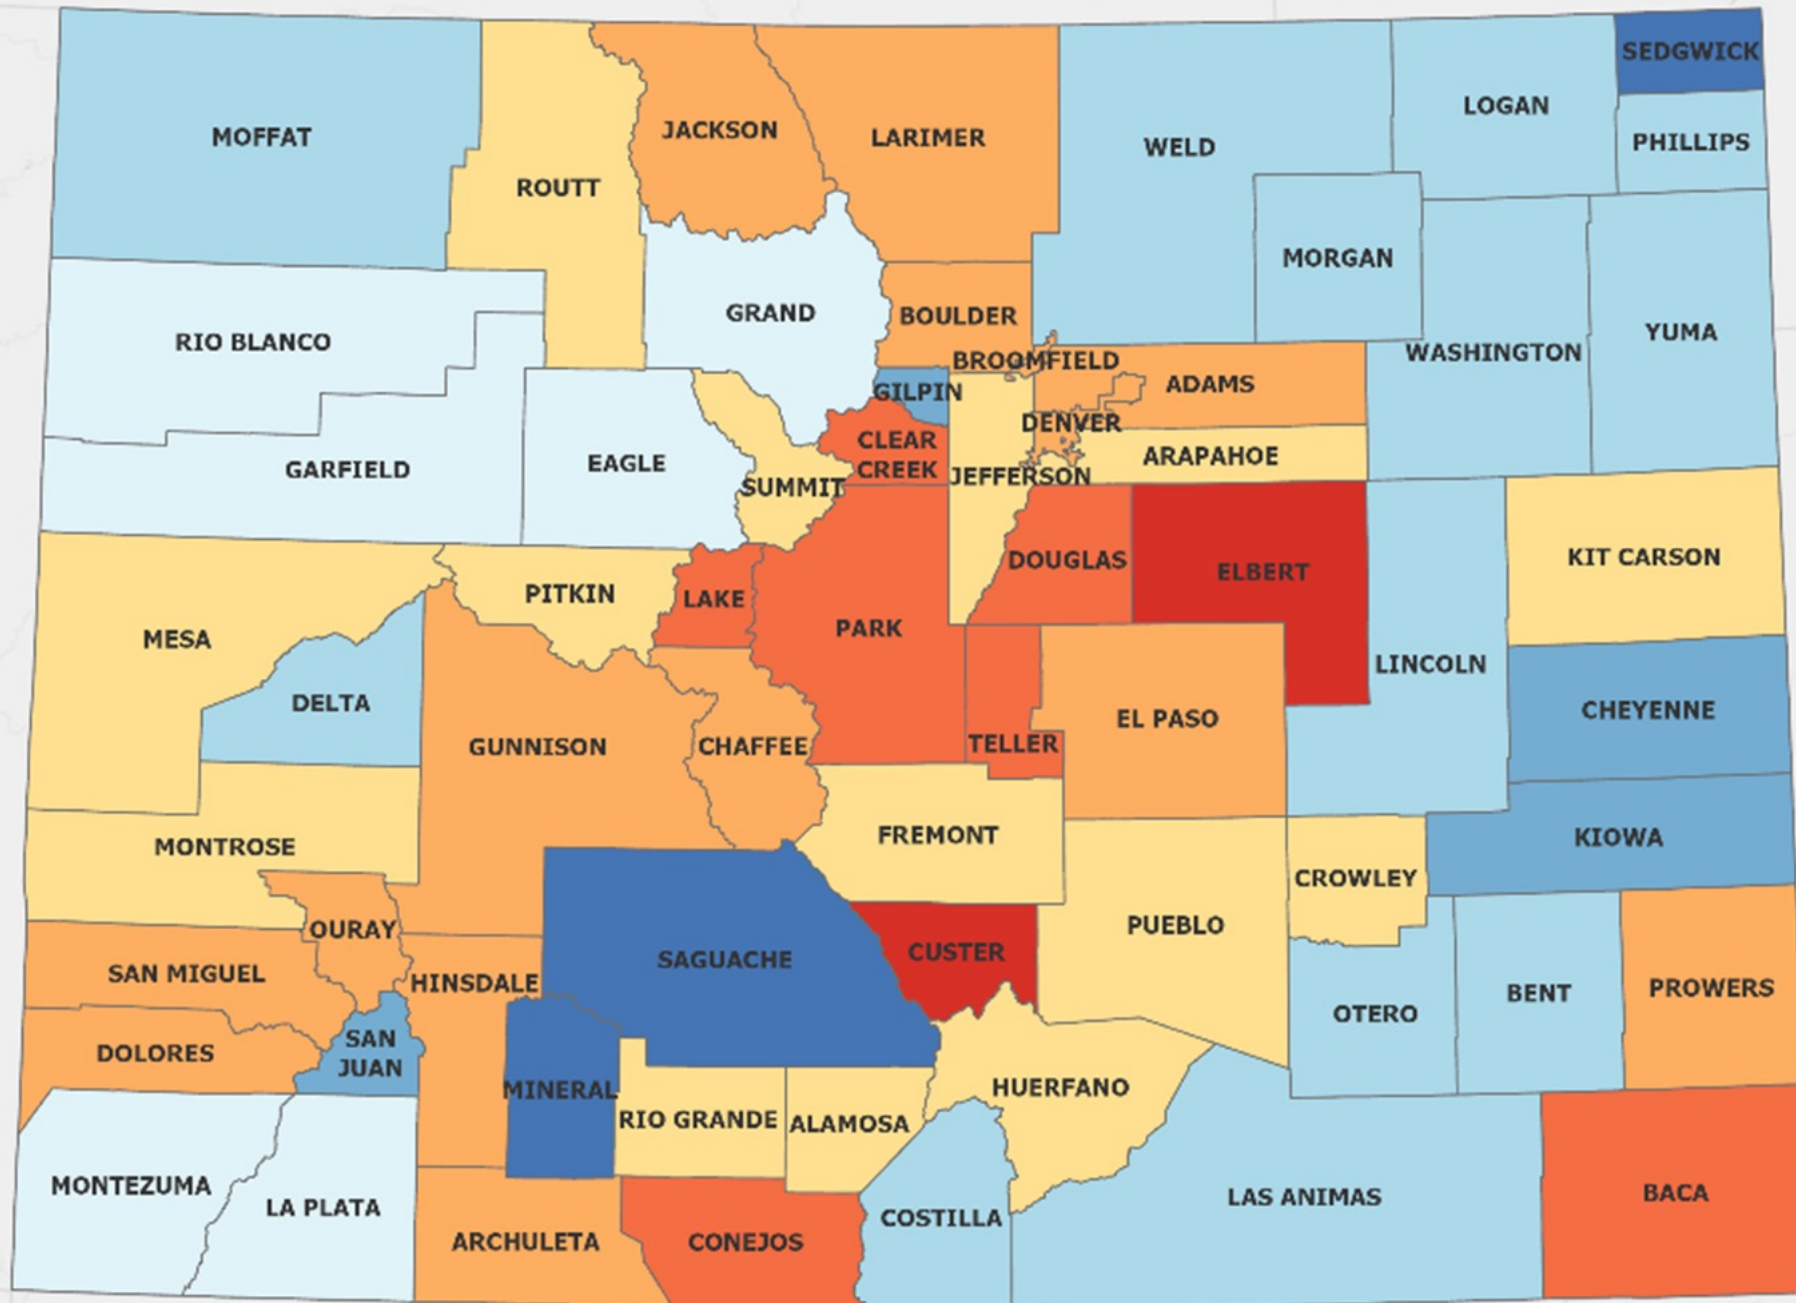 SEDGWICK
LOGAN
MOFFAT
JACKSON
LARIMER
WELD
PHILLIPS
ROUTT
MORGAN
GRAND
BOULDER
RIO BLANCO
YUMA
WASHINGTON
BROOMFIELD
GILPIN
ADAMS
DENVER
CLEAR
CREEK
GARFIELD
EAGLE
ARAPAHOE
JEFFERSON
SUMMIT
DOUGLAS
ELBERT
KIT CARSON
PITKIN
LAKE
PARK
MESA
LINCOLN
DELTA
CHEYENNE
GUNNISON
CHAFFEE
TELLER
EL PASO
MONTROSE
FREMONT
KIOWA
CROWLEY
OURAY
PUEBLO
SAGUACHE
CUSTER
SAN MIGUEL
HINSDALE
PROWERS
BENT
OTERO
SAN
JUAN
DOLORES
MINERAL
HUERFANO
RIO GRANDE
ALAMOSA
MONTEZUMA
LA PLATA
LAS ANIMAS
BACA
COSTILLA
ARCHULETA
CONEJOS